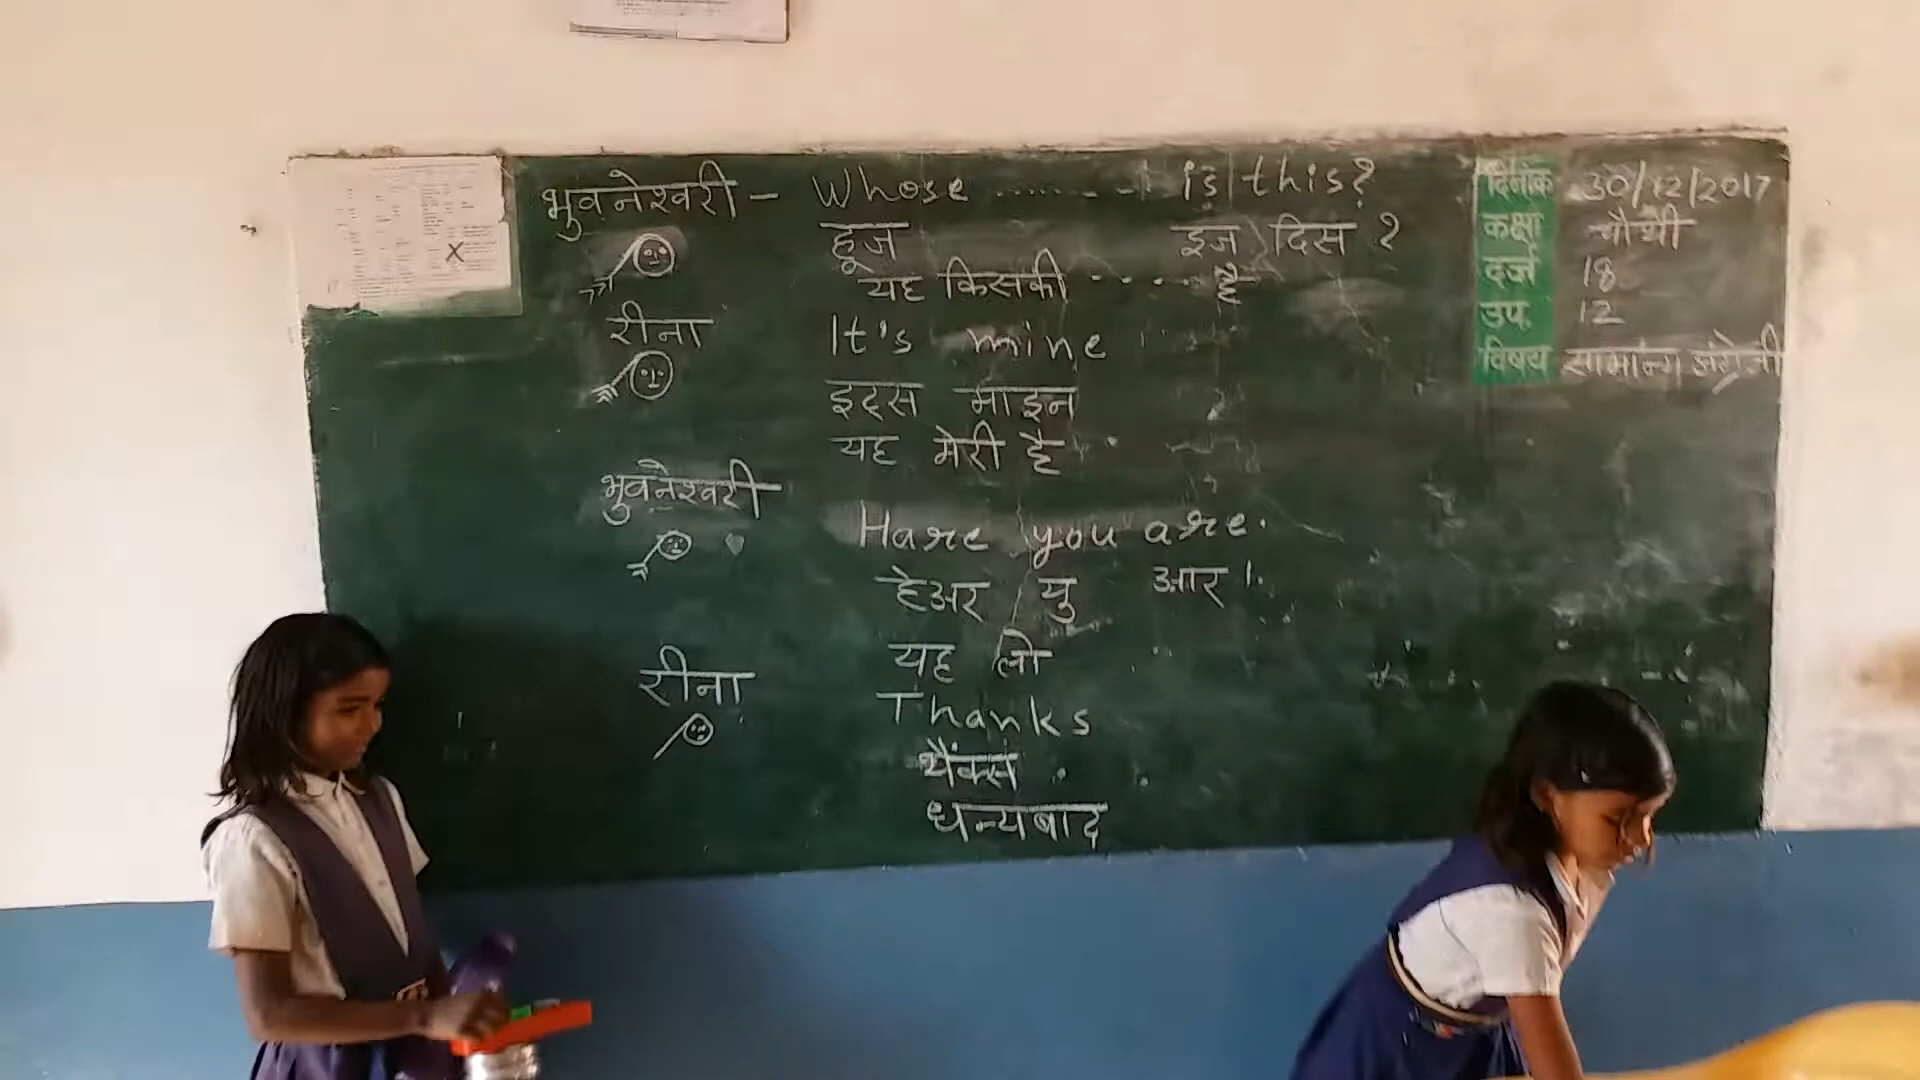 भुवनेश्वरी – Whose .......... is this?
हूज इज दिस ?
यह किसकी ..... है
रीना It's mine
इट्स माइन
यह मेरी है
भुवनेश्वरी Hare you are.
हेअर यु आर।
यह लो
रीना Thanks
थैंक्स
धन्यबाद
दिनांक 30/12/2017
कक्षा चौथी
दर्ज 18
उप. 12
विषय सामान्य अंग्रेजी
X